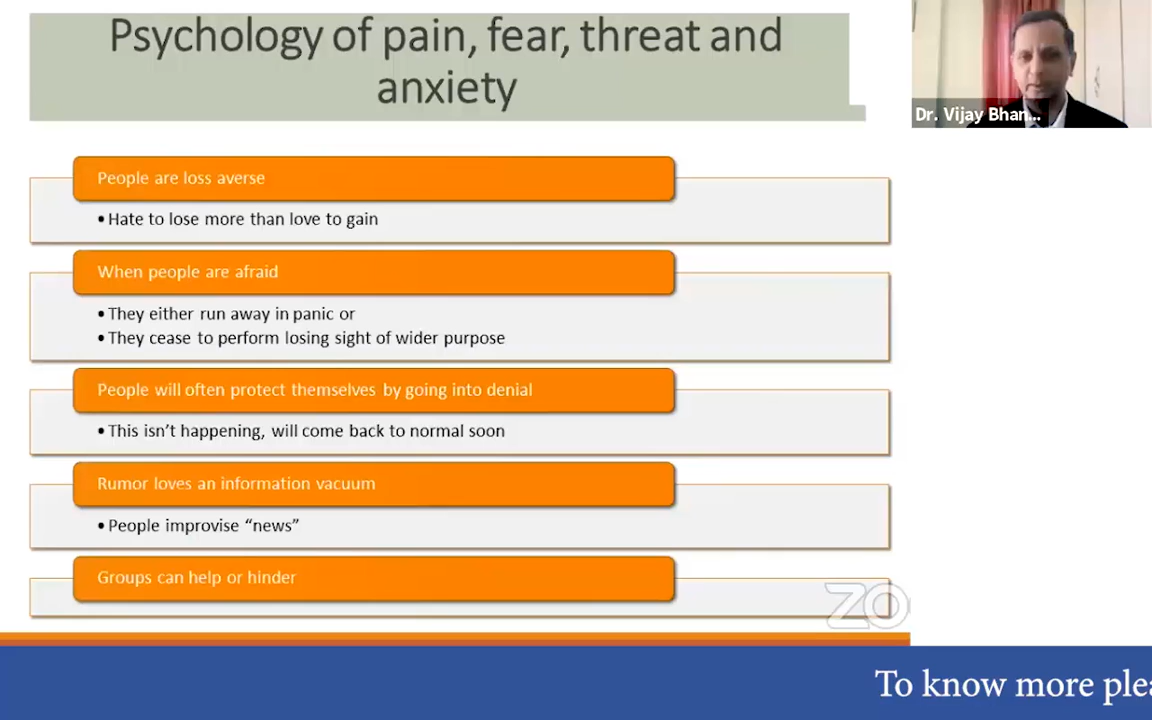 Psychology of pain, fear, threat and
anxiety
Dr. Vijay Bhan...
People are loss averse
•Hate to lose more than love to gain
When people are afraid
•They either run away in panic or
•They cease to perform losing sight of wider purpose
People will often protect themselves by going into denial
•This isn't happening, will come back to normal soon
Rumor loves an information vacuum
•People improvise “news”
Groups can help or hinder
ZO
To know more plea